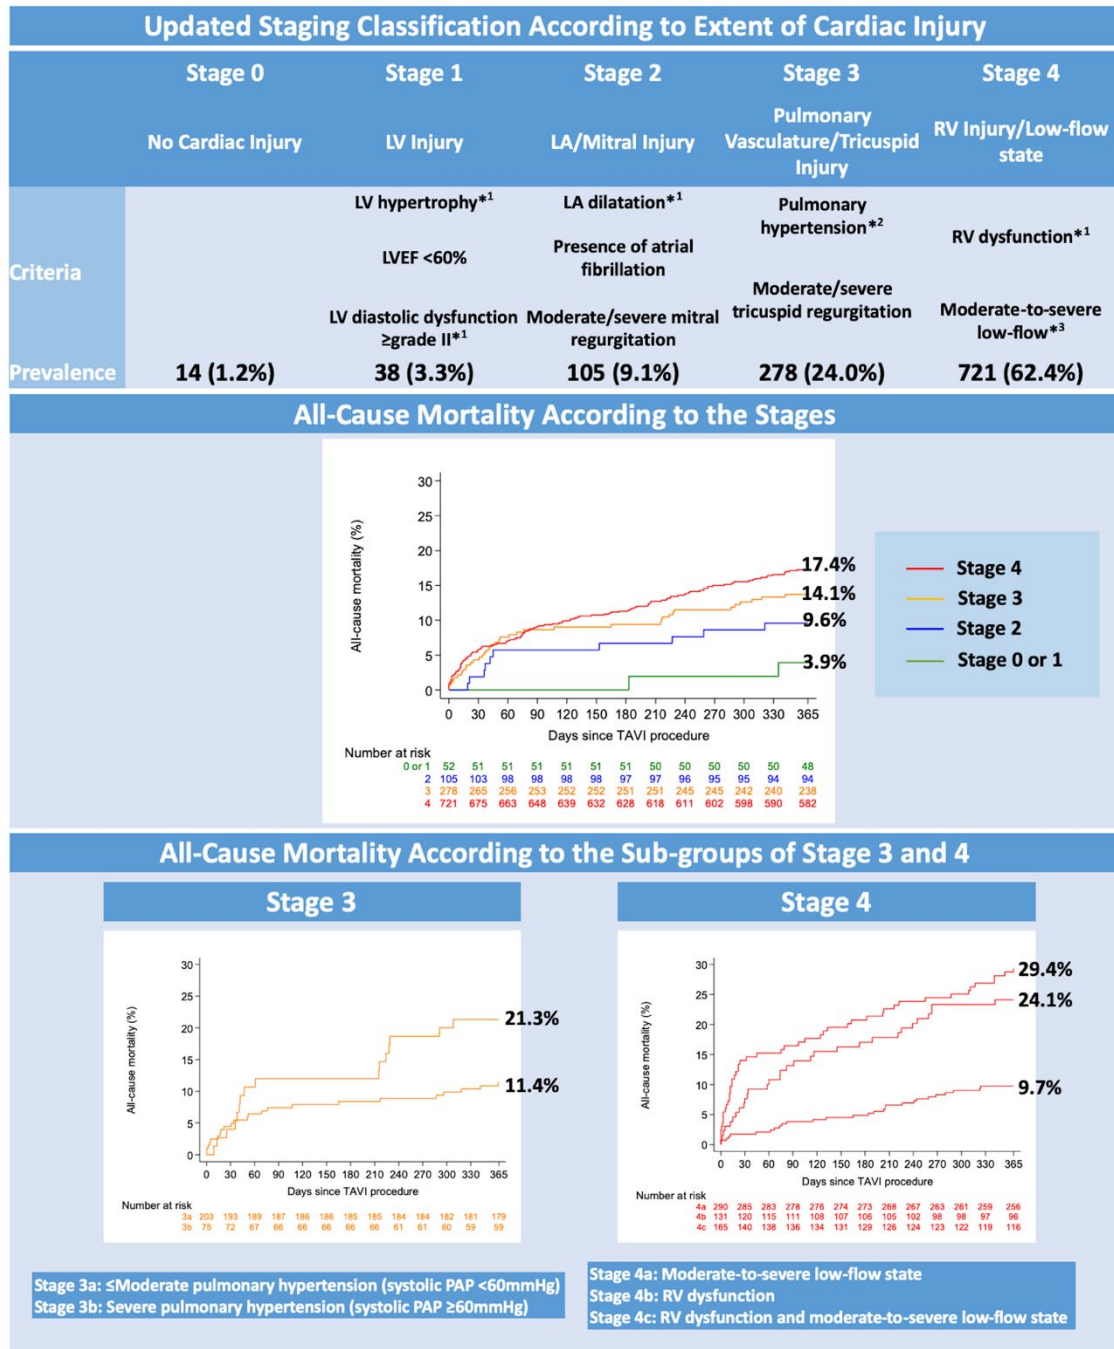 Updated Staging Classification According to Extent of Cardiac Injury
Stage 0
Stage 1
Stage 2
Stage 3
Stage 4
No Cardiac Injury
LV Injury
LA/Mitral Injury
Pulmonary
Vasculature/Tricuspid
Injury
RV Injury/Low-flow
state
Criteria
LV hypertrophy*1
LVEF <60%
LV diastolic dysfunction
≥grade II*1
LA dilatation*1
Presence of atrial
fibrillation
Moderate/severe mitral
regurgitation
Pulmonary
hypertension*2
Moderate/severe
tricuspid regurgitation
RV dysfunction*1
Moderate-to-severe
low-flow*3
Prevalence 14 (1.2%) 38 (3.3%) 105 (9.1%) 278 (24.0%) 721 (62.4%)
All-Cause Mortality According to the Stages
All-cause mortality (%)
30
25
20
15
10
5
0
17.4%
14.1%
9.6%
3.9%
0 30 60 90 120 150 180 210 240 270 300 330 365
Days since TAVI procedure
Number at risk
0 or 1 52 51 51 51 51 51 51 50 50 50 50 50 48
2 105 103 98 98 98 98 97 97 96 95 95 94 94
3 278 265 256 253 252 252 251 251 245 245 242 240 238
4 721 675 663 648 639 632 628 618 611 602 598 590 582
Stage 4
Stage 3
Stage 2
Stage 0 or 1
All-Cause Mortality According to the Sub-groups of Stage 3 and 4
Stage 3
All-cause mortality (%)
30
25
20
15
10
5
0
21.3%
11.4%
0 30 60 90 120 150 180 210 240 270 300 330 365
Days since TAVI procedure
Number at risk
3a 203 193 189 187 186 186 185 185 184 184 182 181 179
3b 75 72 67 66 66 66 66 66 61 61 60 59 59
Stage 3a: ≤Moderate pulmonary hypertension (systolic PAP <60mmHg)
Stage 3b: Severe pulmonary hypertension (systolic PAP ≥60mmHg)
Stage 4
All-cause mortality (%)
30
25
20
15
10
5
0
29.4%
24.1%
9.7%
0 30 60 90 120 150 180 210 240 270 300 330 365
Days since TAVI procedure
Number at risk
4a 290 285 283 278 276 274 273 268 267 263 261 259 256
4b 131 120 115 111 108 107 106 105 102 98 98 97 96
4c 165 140 138 136 134 131 129 126 124 123 122 119 116
Stage 4a: Moderate-to-severe low-flow state
Stage 4b: RV dysfunction
Stage 4c: RV dysfunction and moderate-to-severe low-flow state